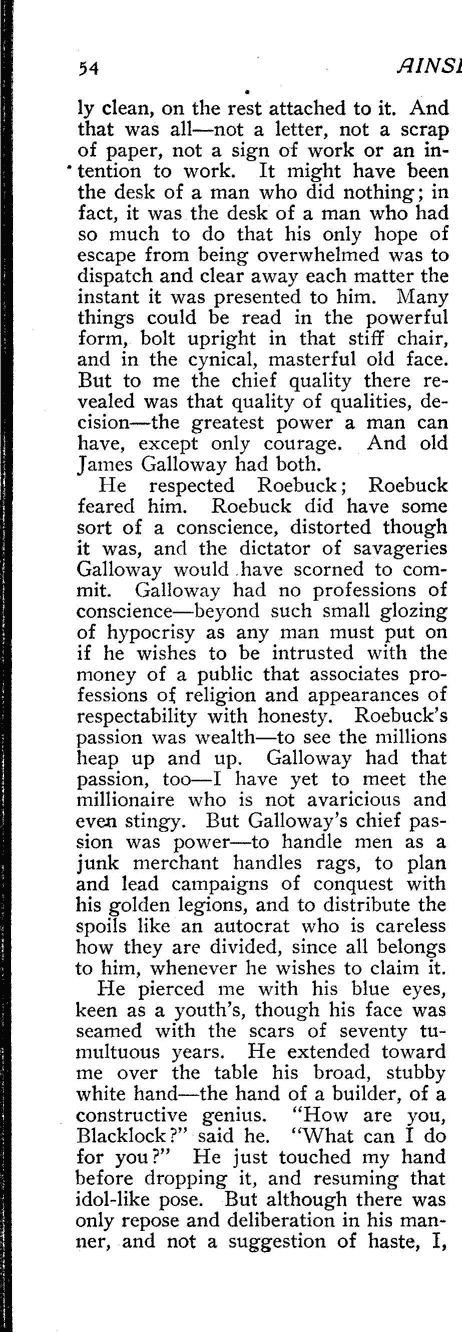 54
AINSL
ly clean, on the rest attached to it. And
that was all—not a letter, not a scrap
of paper, not a sign of work or an in-
tention to work. It might have been
the desk of a man who did nothing; in
fact, it was the desk of a man who had
so much to do that his only hope of
escape from being overwhelmed was to
dispatch and clear away each matter the
instant it was presented to him. Many
things could be read in the powerful
form, bolt upright in that stiff chair,
and in the cynical, masterful old face.
But to me the chief quality there re-
vealed was that quality of qualities, de-
cision—the greatest power a man can
have, except only courage. And old
James Galloway had both.
He respected Roebuck; Roebuck
feared him. Roebuck did have some
sort of a conscience, distorted though
it was, and the dictator of savageries
Galloway would have scorned to com-
mit. Galloway had no professions of
conscience—beyond such small glozing
of hypocrisy as any man must put on
if he wishes to be intrusted with the
money of a public that associates pro-
fessions of religion and appearances of
respectability with honesty. Roebuck's
passion was wealth—to see the millions
heap up and up. Galloway had that
passion, too—I have yet to meet the
millionaire who is not avaricious and
even stingy. But Galloway's chief pas-
sion was power—to handle men as a
junk merchant handles rags, to plan
and lead campaigns of conquest with
his golden legions, and to distribute the
spoils like an autocrat who is careless
how they are divided, since all belongs
to him, whenever he wishes to claim it.
He pierced me with his blue eyes,
keen as a youth's, though his face was
seamed with the scars of seventy tu-
multuous years. He extended toward
me over the table his broad, stubby
white hand—the hand of a builder, of a
constructive genius. "How are you,
Blacklock?" said he. "What can I do
for you?" He just touched my hand
before dropping it, and resuming that
idol-like pose. But although there was
only repose and deliberation in his man-
ner, and not a suggestion of haste, I,